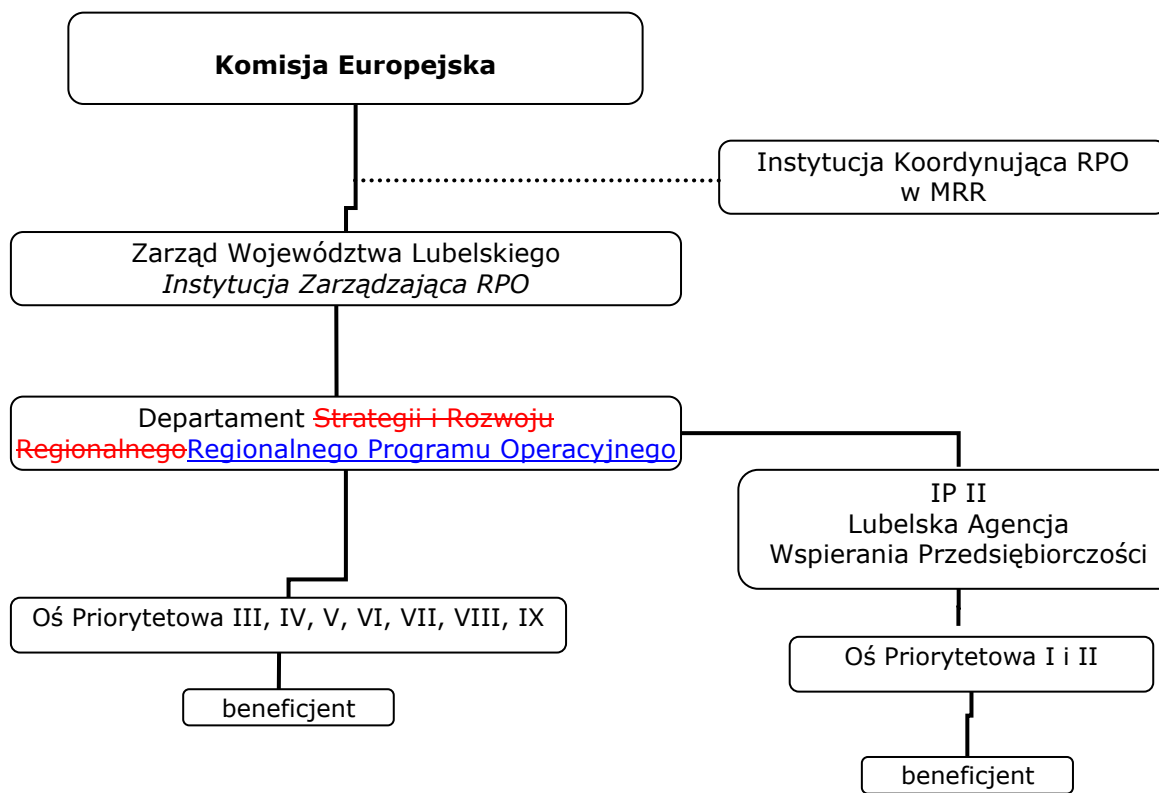 Komisja Europejska
Instytucja Koordynująca RPO
w MRR
Zarząd Województwa Lubelskiego
Instytucja Zarządzająca RPO
Departament Strategii i Rozwoju
RegionalnegoRegionalnego Programu Operacyjnego
IP II
Lubelska Agencja
Wspierania Przedsiębiorczości
Oś Priorytetowa III, IV, V, VI, VII, VIII, IX
Oś Priorytetowa I i II
beneficjent
beneficjent